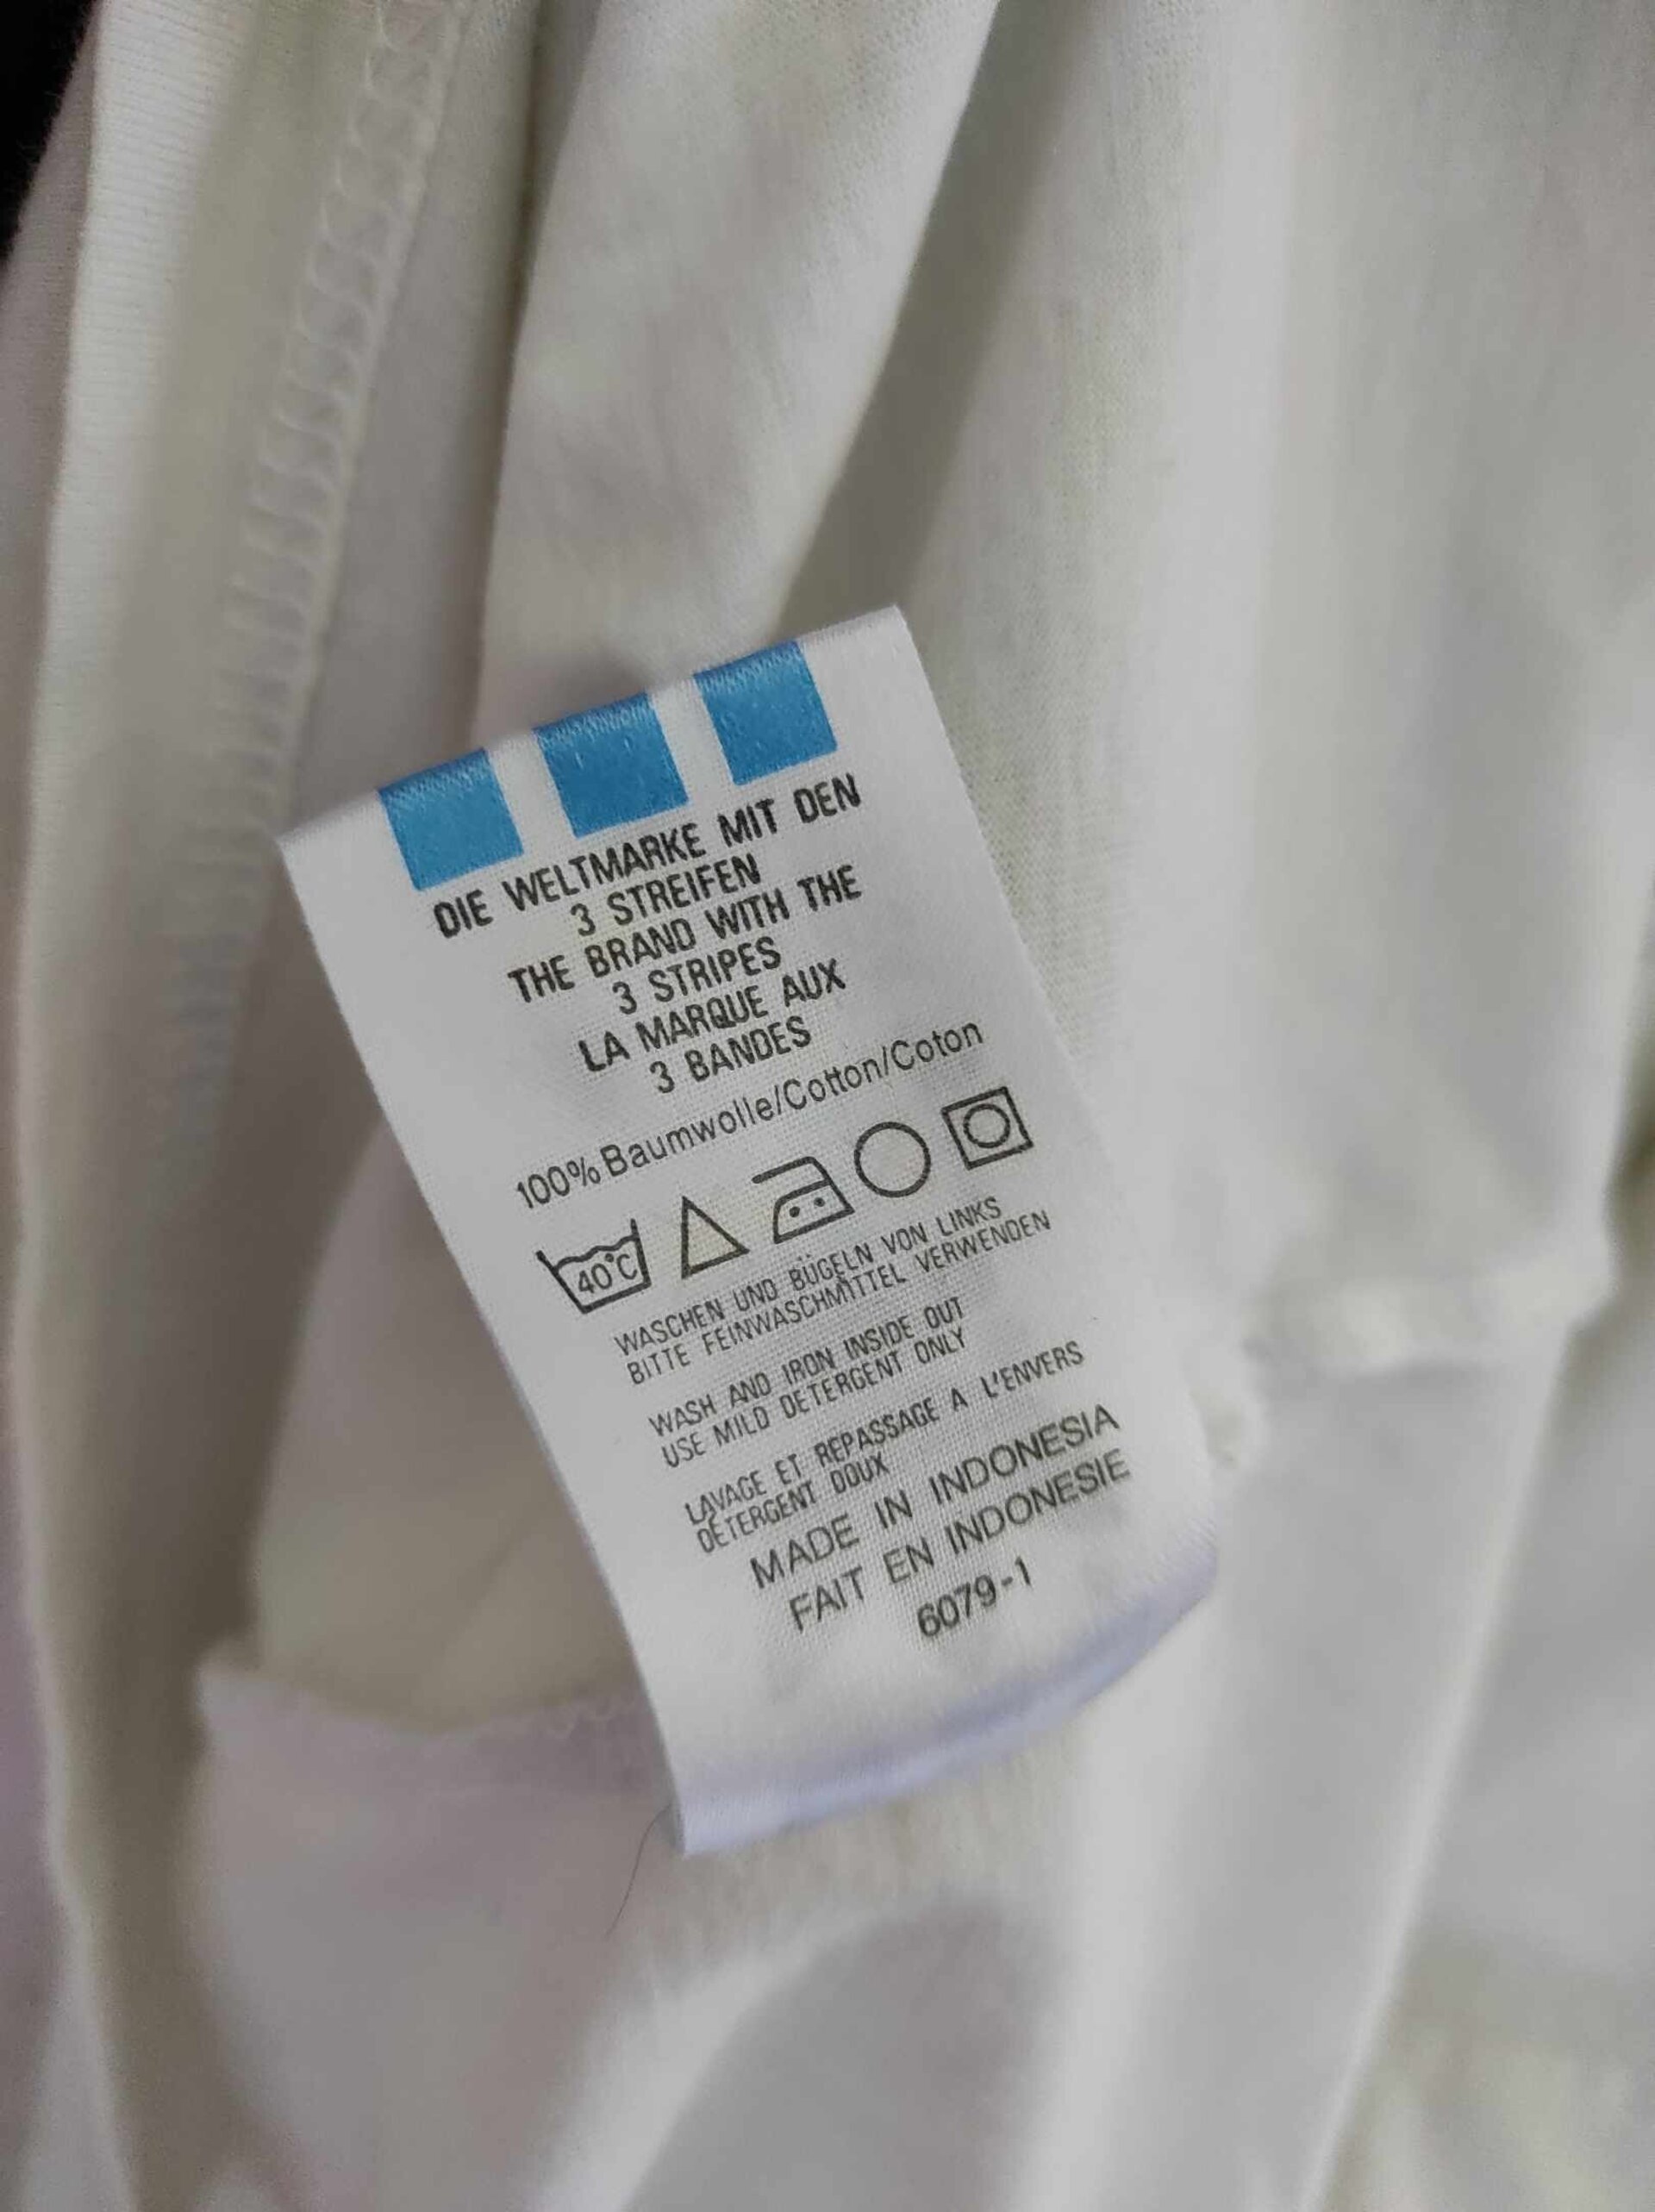 DIE WELTMARKE MIT DEN
3 STREIFEN
THE BRAND WITH THE
3 STRIPES
LA MARQUE AUX
3 BANDES
100% Baumwolle/Cotton/Coton
40°C
WASCHEN UND BÜGELN VON LINKS
BITTE FEINWASCHMITTEL VERWENDEN
WASH AND IRON INSIDE OUT
USE MILD DETERGENT ONLY
LAVAGE ET REPASSAGE A L'ENVERS
DÉTERGENT DOUX
MADE IN INDONESIA
FAIT EN INDONESIE
6079-1